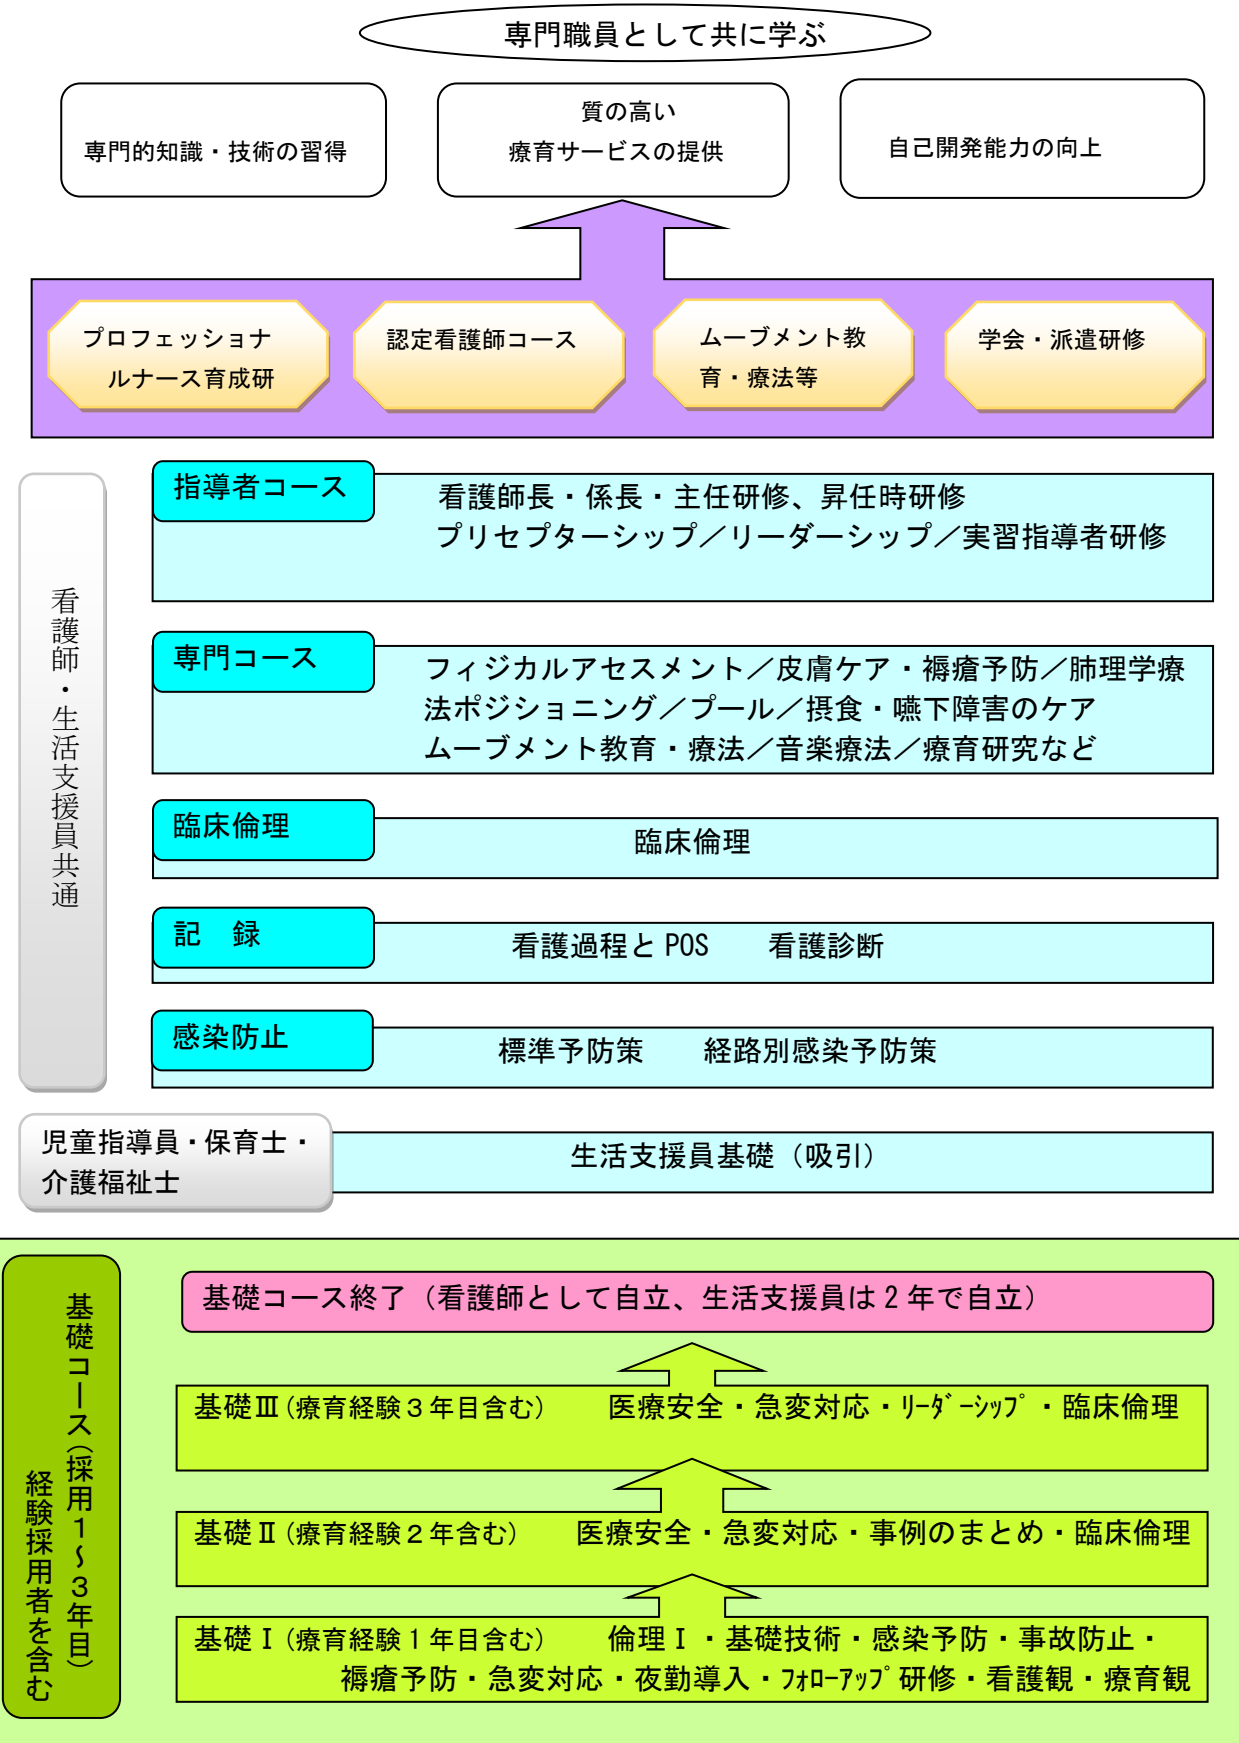 専門職員として共に学ぶ
専門的知識・技術の習得
質の高い
療育サービスの提供
自己開発能力の向上
プロフェッショナ
ルナース育成研
認定看護師コース
ムーブメント教
育・療法等
学会・派遣研修
看護師・生活支援員共通
指導者コース
看護師長・係長・主任研修、昇任時研修
プリセプターシップ／リーダーシップ／実習指導者研修
専門コース
フィジカルアセスメント／皮膚ケア・褥瘡予防／肺理学療
法ポジショニング／プール／摂食・嚥下障害のケア
ムーブメント教育・療法／音楽療法／療育研究など
臨床倫理
臨床倫理
記　録
看護過程と POS　　看護診断
感染防止
標準予防策　　経路別感染予防策
児童指導員・保育士・
介護福祉士
生活支援員基礎（吸引）
基礎コース（採用１～３年目）
経験採用者を含む
基礎コース終了（看護師として自立、生活支援員は 2 年で自立）
基礎Ⅲ（療育経験３年目含む）　　医療安全・急変対応・ﾘｰﾀﾞｰｼｯﾌﾟ・臨床倫理
基礎Ⅱ（療育経験２年含む）　　医療安全・急変対応・事例のまとめ・臨床倫理
基礎Ⅰ（療育経験１年目含む）　　倫理Ⅰ・基礎技術・感染予防・事故防止・
褥瘡予防・急変対応・夜勤導入・ﾌｫﾛｰｱｯﾌﾟ研修・看護観・療育観